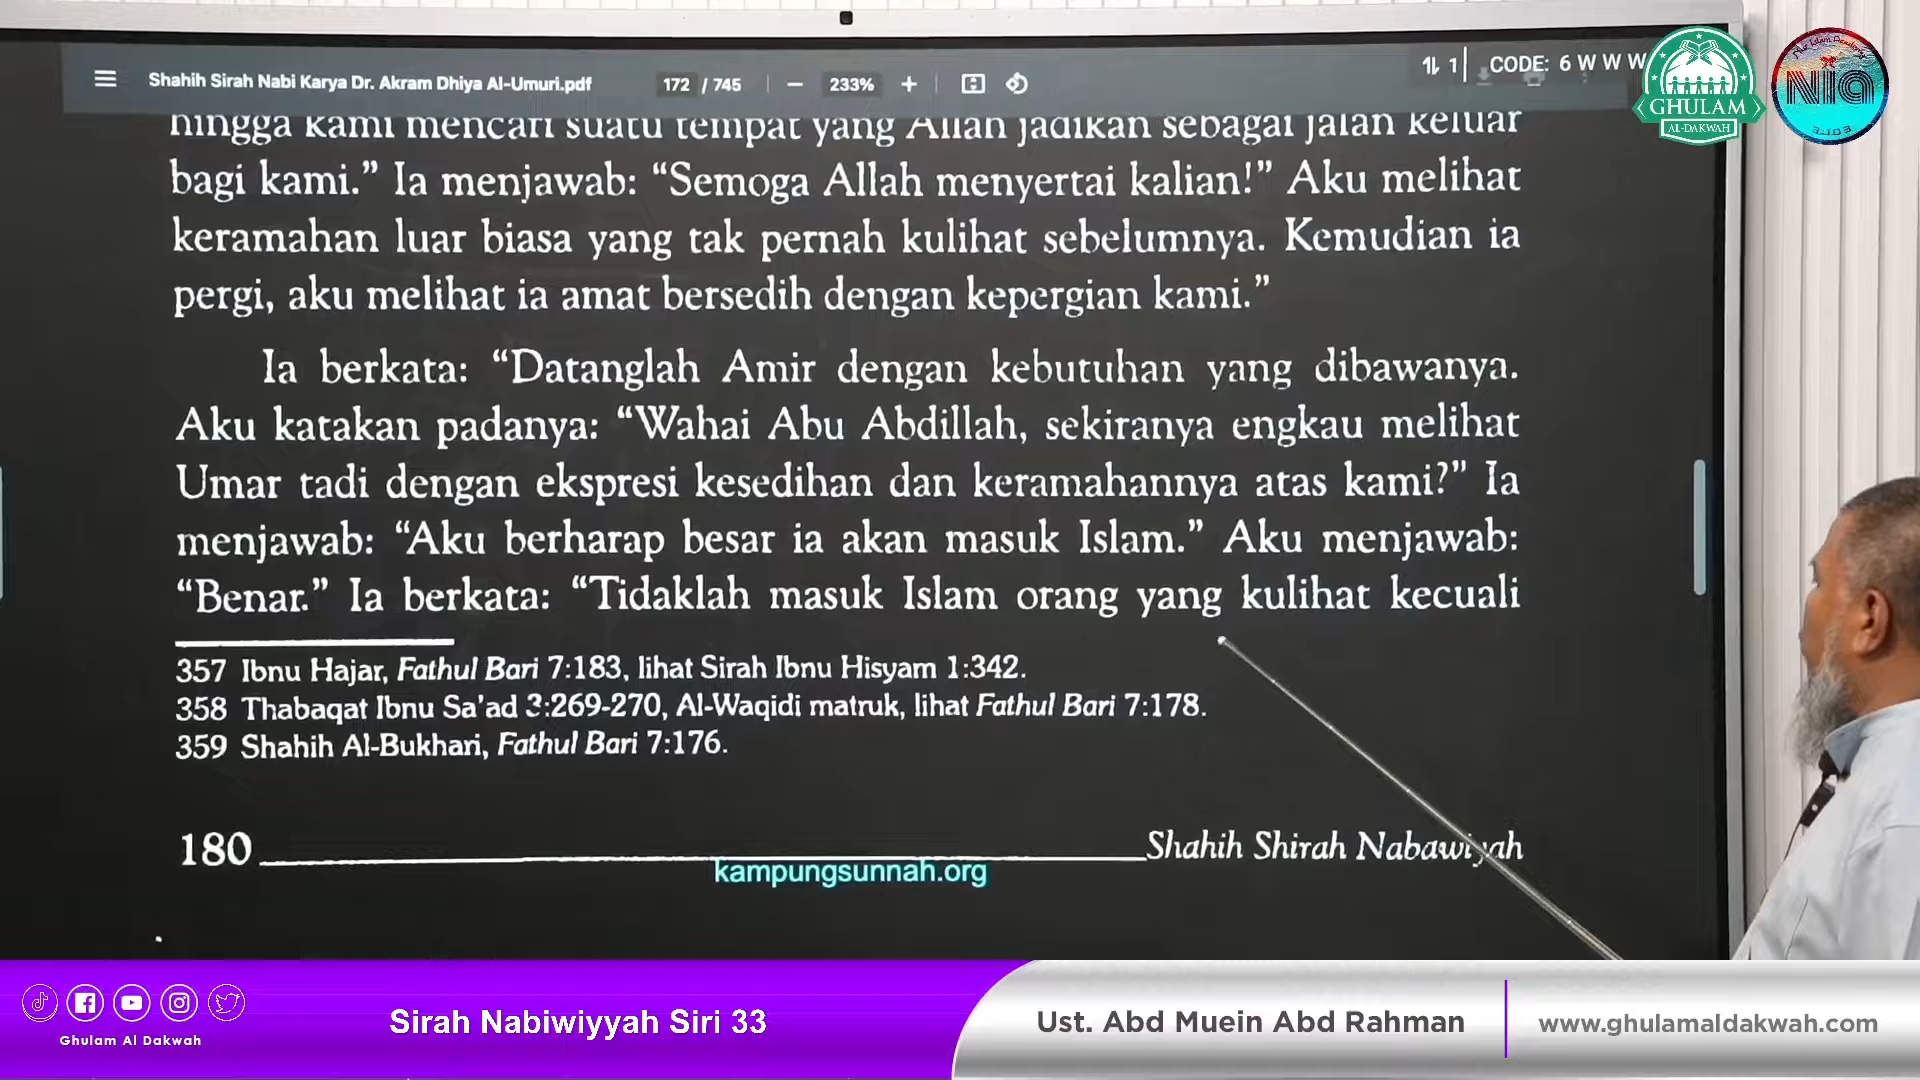 Shahih Sirah Nabi Karya Dr. Akram Dhiya Al-Umuri.pdf 172 / 745 233%
1 CODE: 6 W W W
GHULAM
AL-DAKWAH
Nur Islam Academy
NIA
hingga kami mencari suatu tempat yang Allah jadikan sebagai jalan keluar
bagi kami.” Ia menjawab: “Semoga Allah menyertai kalian!” Aku melihat
keramahan luar biasa yang tak pernah kulihat sebelumnya. Kemudian ia
pergi, aku melihat ia amat bersedih dengan kepergian kami.”
Ia berkata: “Datanglah Amir dengan kebutuhan yang dibawanya.
Aku katakan padanya: “Wahai Abu Abdillah, sekiranya engkau melihat
Umar tadi dengan ekspresi kesedihan dan keramahannya atas kami?” Ia
menjawab: “Aku berharap besar ia akan masuk Islam.” Aku menjawab:
“Benar.” Ia berkata: “Tidaklah masuk Islam orang yang kulihat kecuali
357 Ibnu Hajar, Fathul Bari 7:183, lihat Sirah Ibnu Hisyam 1:342.
358 Thabaqat Ibnu Sa’ad 3:269-270, Al-Waqidi matruk, lihat Fathul Bari 7:178.
359 Shahih Al-Bukhari, Fathul Bari 7:176.
180 Shahih Shirah Nabawiyah
kampungsunnah.org
Ghulam Al Dakwah
Sirah Nabiwiyyah Siri 33
Ust. Abd Muein Abd Rahman
www.ghulamaldakwah.com